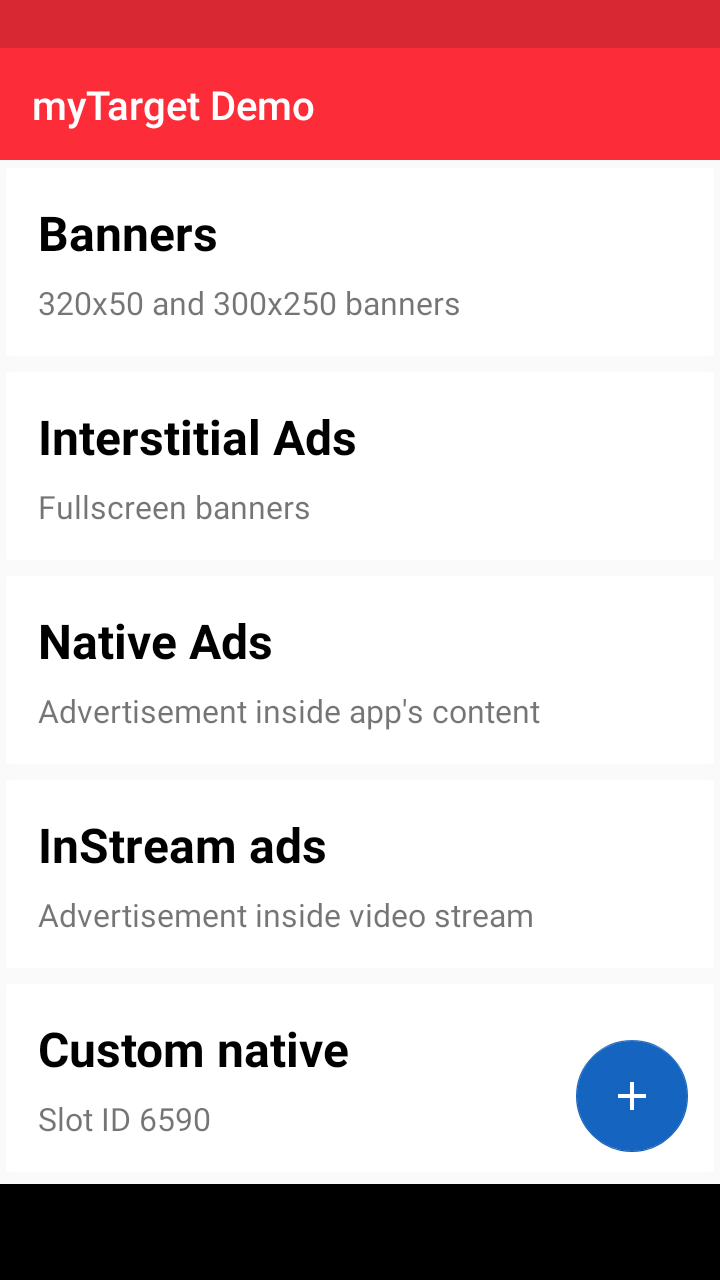 myTarget Demo
Banners
320x50 and 300x250 banners
Interstitial Ads
Fullscreen banners
Native Ads
Advertisement inside app's content
InStream ads
Advertisement inside video stream
Custom native
Slot ID 6590